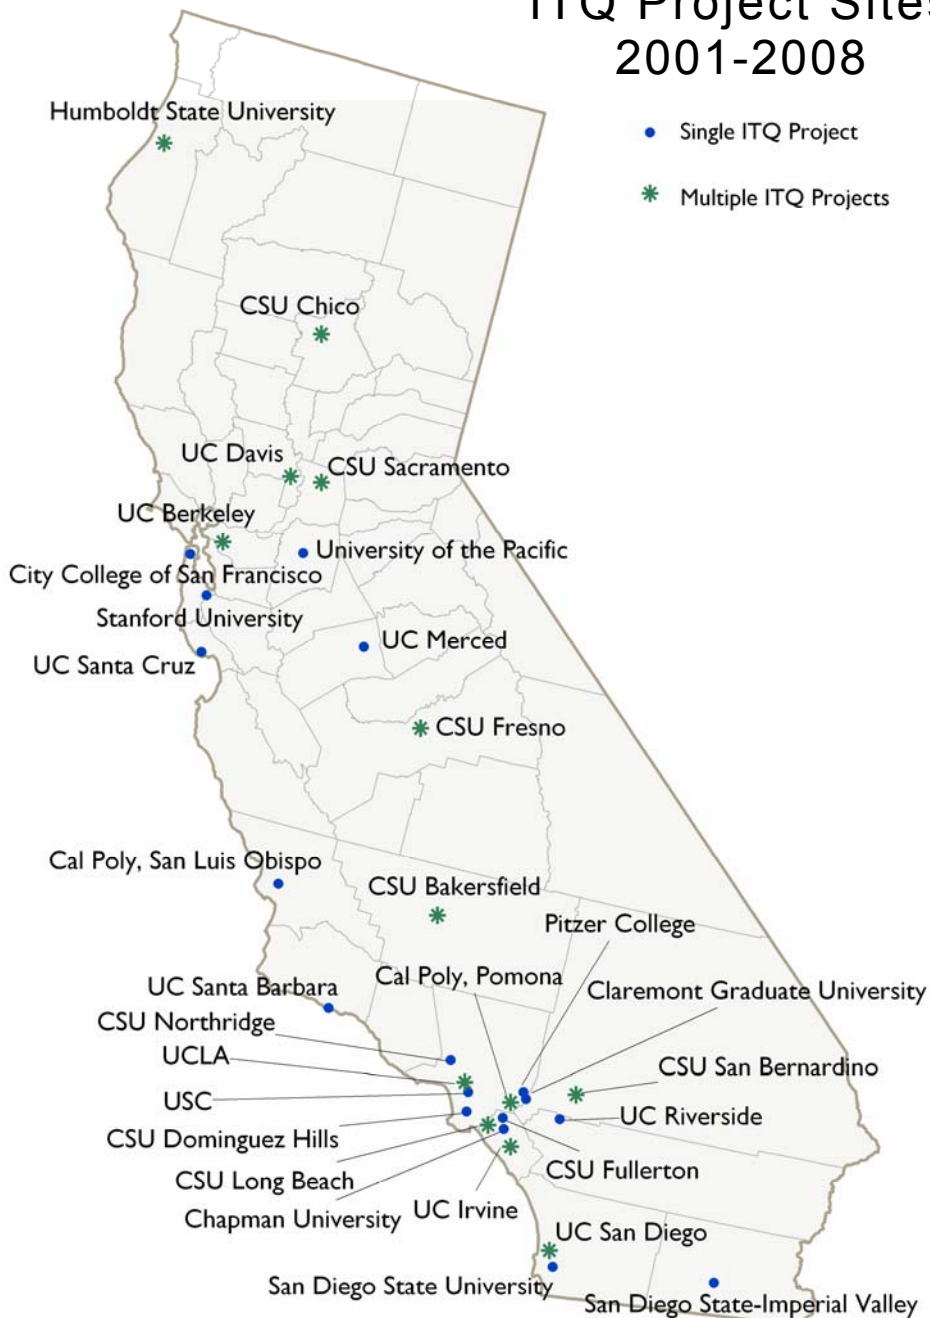 ITQ Project Sites
2001-2008
Single ITQ Project
Multiple ITQ Projects
Humboldt State University
CSU Chico
UC Davis
CSU Sacramento
UC Berkeley
University of the Pacific
City College of San Francisco
Stanford University
UC Merced
UC Santa Cruz
CSU Fresno
Cal Poly, San Luis Obispo
CSU Bakersfield
Pitzer College
Cal Poly, Pomona
Claremont Graduate University
UC Santa Barbara
CSU Northridge
UCLA
CSU San Bernardino
USC
UC Riverside
CSU Dominguez Hills
CSU Fullerton
CSU Long Beach
UC Irvine
Chapman University
UC San Diego
San Diego State University
San Diego State-Imperial Valley